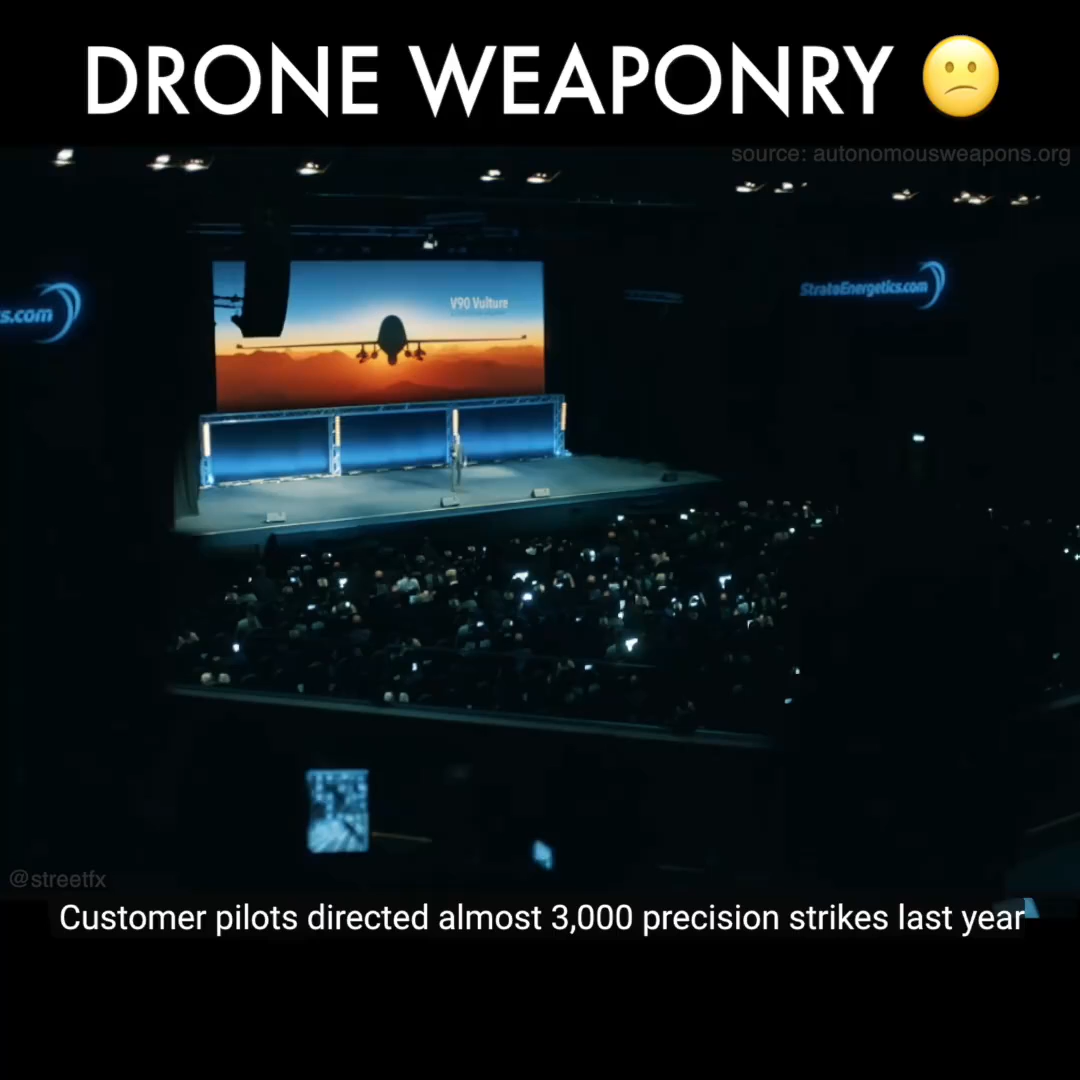 DRONE WEAPONRY 😕
source: autonomousweapons.org
V90 Vulture
s.com
StratoEnergetics.com
@streetfx
Customer pilots directed almost 3,000 precision strikes last year